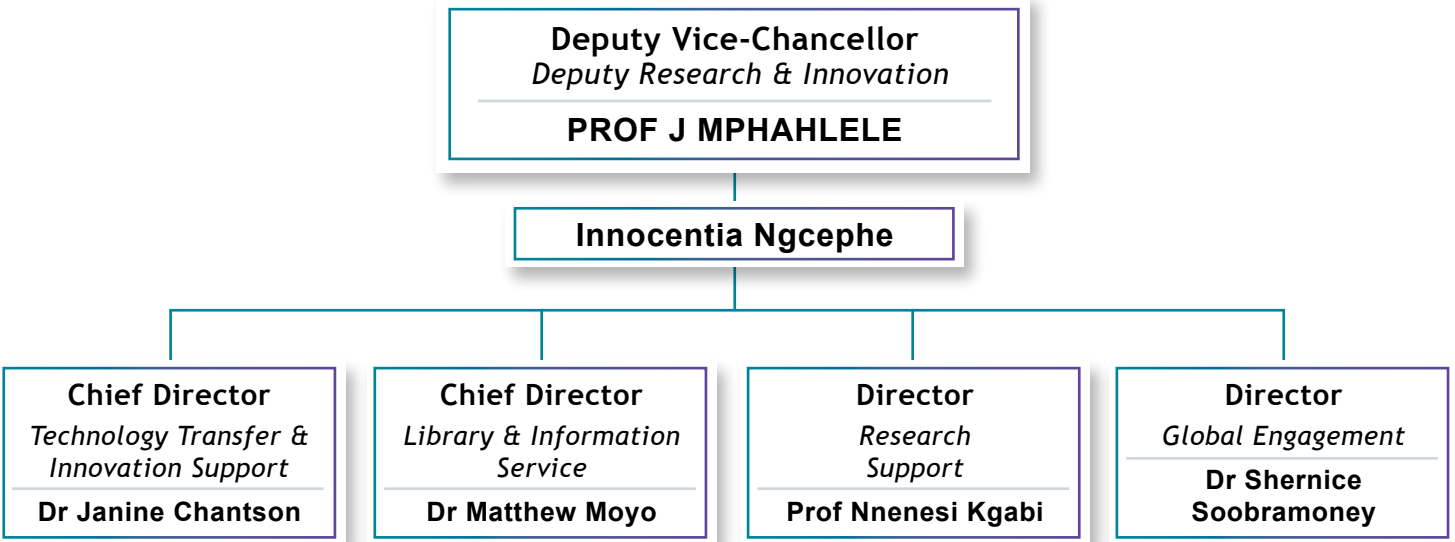 Deputy Vice-Chancellor
Deputy Research & Innovation
PROF J MPHAHLELE
Innocentia Ngcephe
Chief Director
Technology Transfer &
Innovation Support
Dr Janine Chantson
Chief Director
Library & Information
Service
Dr Matthew Moyo
Director
Research
Support
Prof Nnenesi Kgabi
Director
Global Engagement
Dr Shernice
Soobramoney